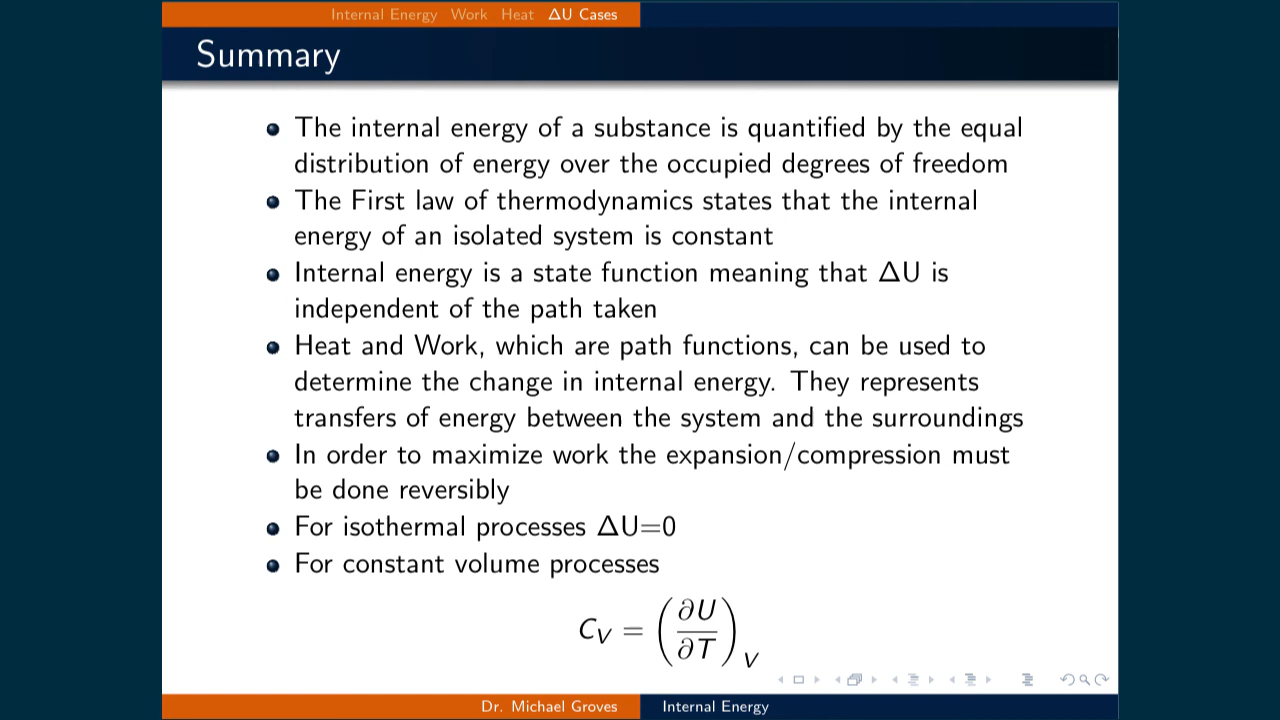 Internal Energy Work Heat ΔU Cases
Summary
The internal energy of a substance is quantified by the equal
distribution of energy over the occupied degrees of freedom
The First law of thermodynamics states that the internal
energy of an isolated system is constant
Internal energy is a state function meaning that ΔU is
independent of the path taken
Heat and Work, which are path functions, can be used to
determine the change in internal energy. They represents
transfers of energy between the system and the surroundings
In order to maximize work the expansion/compression must
be done reversibly
For isothermal processes ΔU=0
For constant volume processes
C_V = (∂U/∂T)_V
Dr. Michael Groves Internal Energy